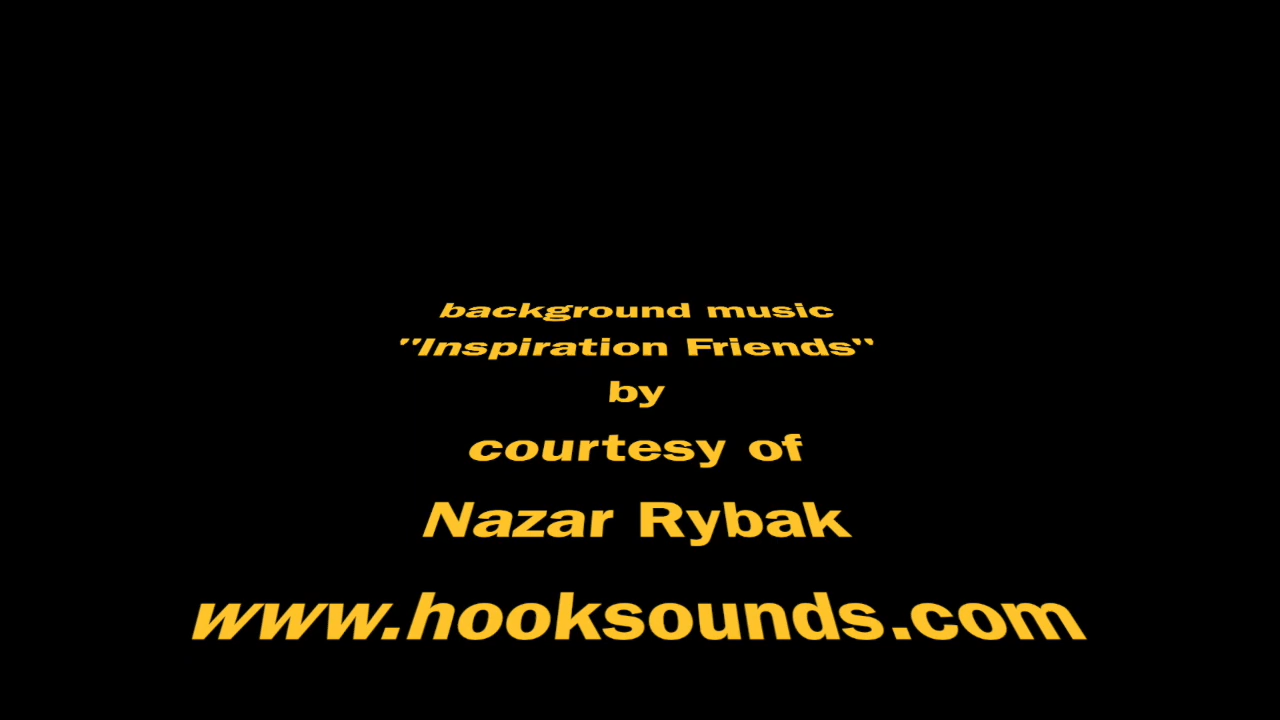 background music
"Inspiration Friends"
by
courtesy of
Nazar Rybak
www.hooksounds.com